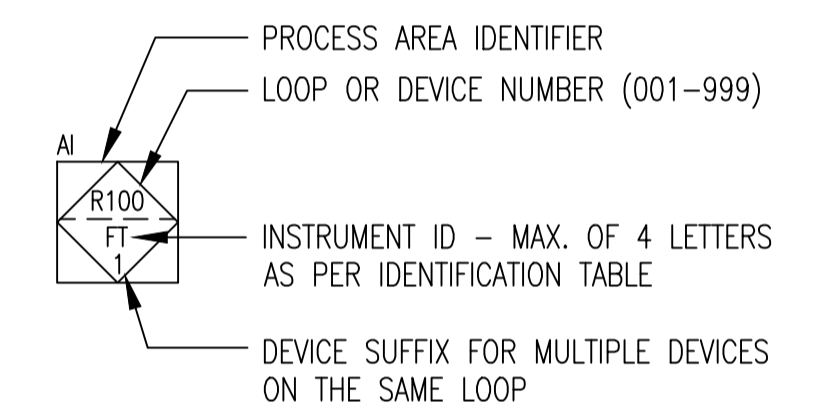 PROCESS AREA IDENTIFIER
LOOP OR DEVICE NUMBER (001-999)
AI
R100
FT
1
INSTRUMENT ID - MAX. OF 4 LETTERS
AS PER IDENTIFICATION TABLE
DEVICE SUFFIX FOR MULTIPLE DEVICES
ON THE SAME LOOP